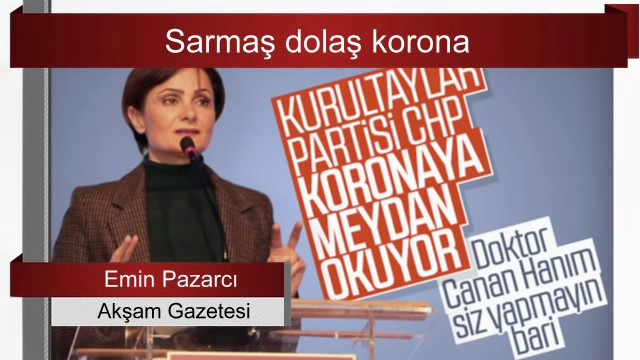 Sarmaş dolaş korona
KURULTAYLAR
PARTİSİ CHP
KORONAYA
MEYDAN
OKUYOR
Doktor
Canan Hanım
siz yapmayın
bari
Emin Pazarcı
Akşam Gazetesi